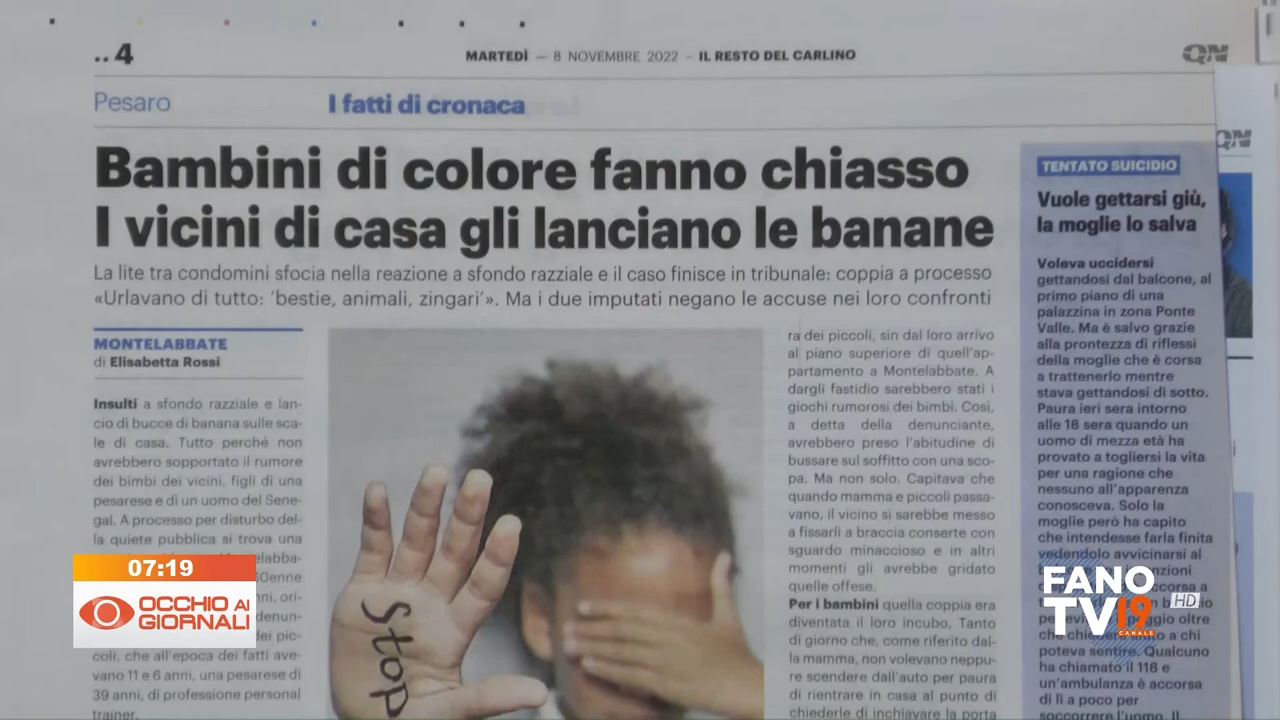 ..4
MARTEDÌ — 8 NOVEMBRE 2022 – IL RESTO DEL CARLINO
QN
Pesaro
I fatti di cronaca
Bambini di colore fanno chiasso
I vicini di casa gli lanciano le banane
La lite tra condomini sfocia nella reazione a sfondo razziale e il caso finisce in tribunale: coppia a processo
«Urlavano di tutto: 'bestie, animali, zingari'». Ma i due imputati negano le accuse nei loro confronti
MONTELABBATE
di Elisabetta Rossi
Insulti a sfondo razziale e lan-
cio di bucce di banana sulle sca-
le di casa. Tutto perché non
avrebbero sopportato il rumore
dei bimbi dei vicini, figli di una
pesarese e di un uomo del Sene-
gal. A processo per disturbo del-
la quiete pubblica si trova una
coli, che all'epoca dei fatti ave-
vano 11 e 6 anni, una pesarese di
39 anni, di professione personal
trainer.
Stop
ra dei piccoli, sin dal loro arrivo
al piano superiore di quell'ap-
partamento a Montelabbate. A
dargli fastidio sarebbero stati i
giochi rumorosi dei bimbi. Così,
a detta della denunciante,
avrebbero preso l'abitudine di
bussare sul soffitto con una sco-
pa. Ma non solo. Capitava che
quando mamma e piccoli passa-
vano, il vicino si sarebbe messo
a fissarli a braccia conserte con
sguardo minaccioso e in altri
momenti gli avrebbe gridato
quelle offese.
Per i bambini quella coppia era
diventata il loro incubo. Tanto
di giorno che, come riferito dal-
la mamma, non volevano neppu-
re scendere dall'auto per paura
di rientrare in casa al punto di
chiederle di inchiavare la porta
TENTATO SUICIDIO
Vuole gettarsi giù,
la moglie lo salva
Voleva uccidersi
gettandosi dal balcone, al
primo piano di una
palazzina in zona Ponte
Valle. Ma è salvo grazie
alla prontezza di riflessi
della moglie che è corsa
a trattenerlo mentre
stava gettandosi di sotto.
Paura ieri sera intorno
alle 18 sera quando un
uomo di mezza età ha
provato a togliersi la vita
per una ragione che
nessuno all'apparenza
conosceva. Solo la
moglie però ha capito
che intendesse farla finita
vedendolo avvicinarsi al
poteva sentire. Qualcuno
ha chiamato il 118 e
un'ambulanza è accorsa
di lì a poco per
soccorrere l'uomo. Il
QN
07:19
OCCHIO AI
GIORNALI
FANO
TV 19
CANALE
HD